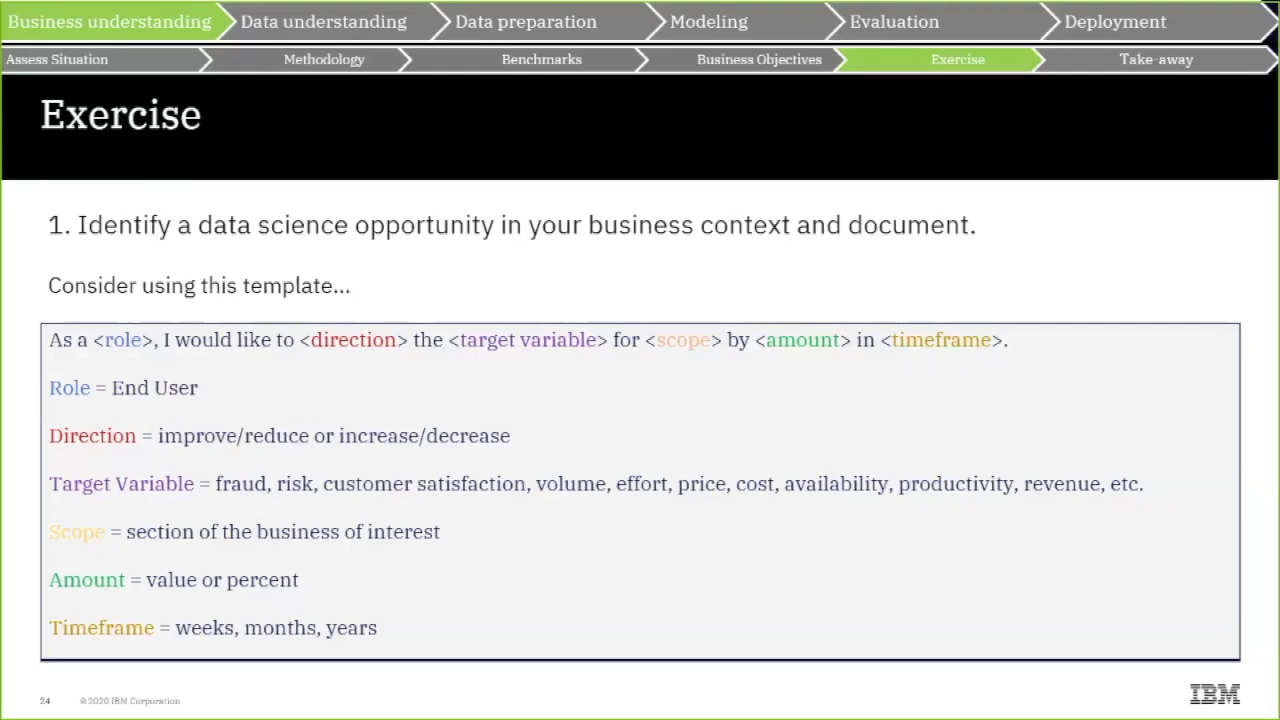 Business understanding Data understanding Data preparation Modeling Evaluation Deployment
Assess Situation Methodology Benchmarks Business Objectives Exercise Take-away
Exercise
1. Identify a data science opportunity in your business context and document.
Consider using this template...
As a <role>, I would like to <direction> the <target variable> for <scope> by <amount> in <timeframe>.
Role = End User
Direction = improve/reduce or increase/decrease
Target Variable = fraud, risk, customer satisfaction, volume, effort, price, cost, availability, productivity, revenue, etc.
Scope = section of the business of interest
Amount = value or percent
Timeframe = weeks, months, years
24 ©2020 IBM Corporation
IBM